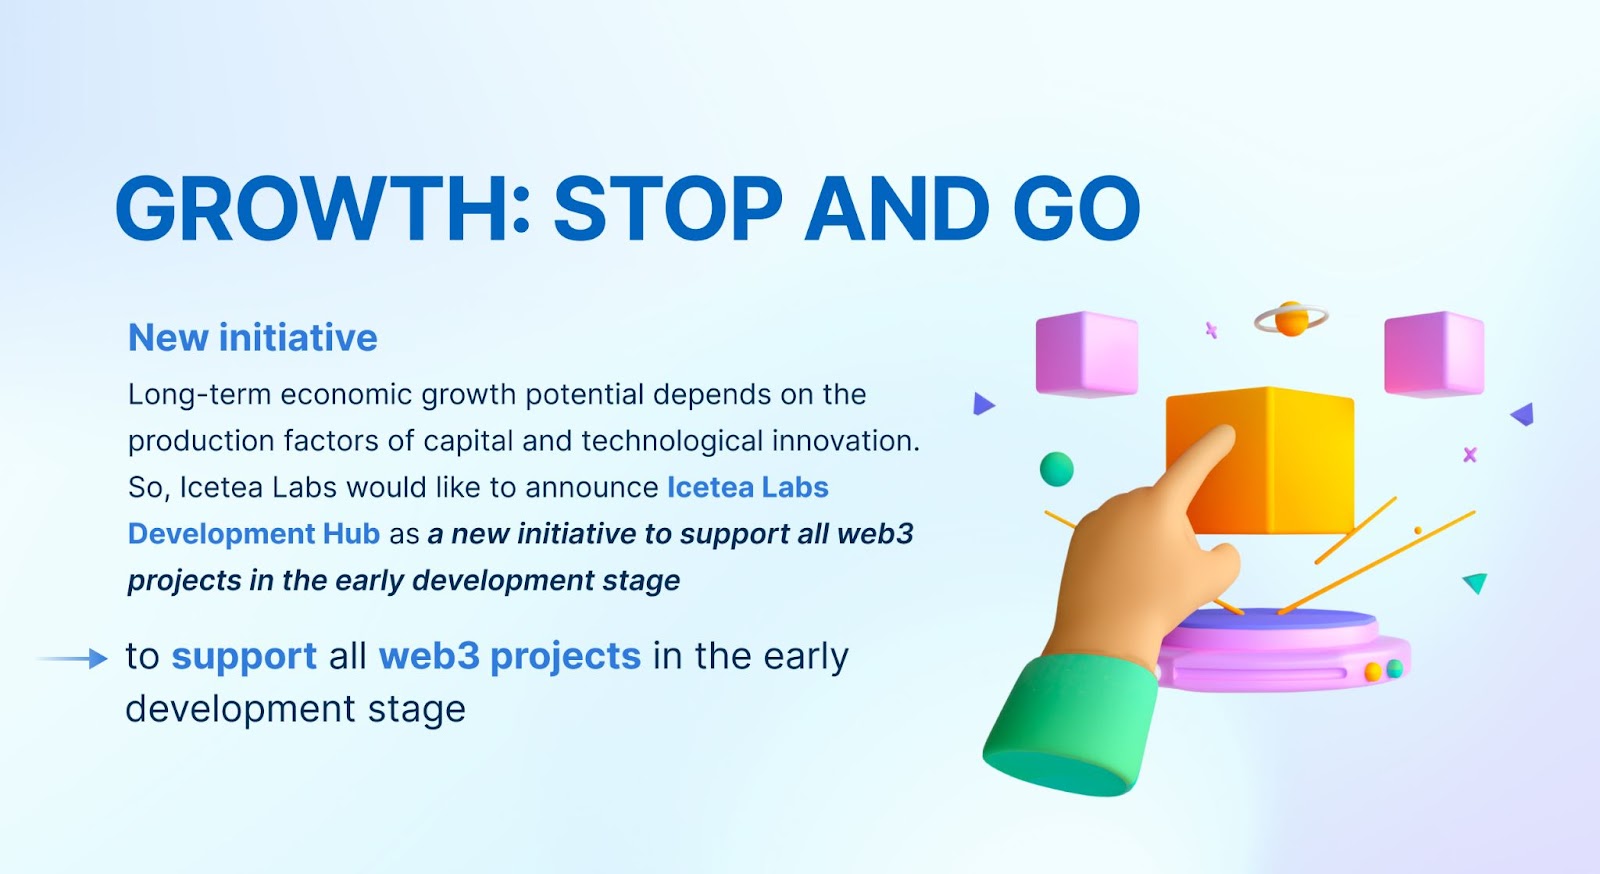 GROWTH: STOP AND GO
New initiative
Long-term economic growth potential depends on the
production factors of capital and technological innovation.
So, Icetea Labs would like to announce Icetea Labs
Development Hub as a new initiative to support all web3
projects in the early development stage
to support all web3 projects in the early
development stage